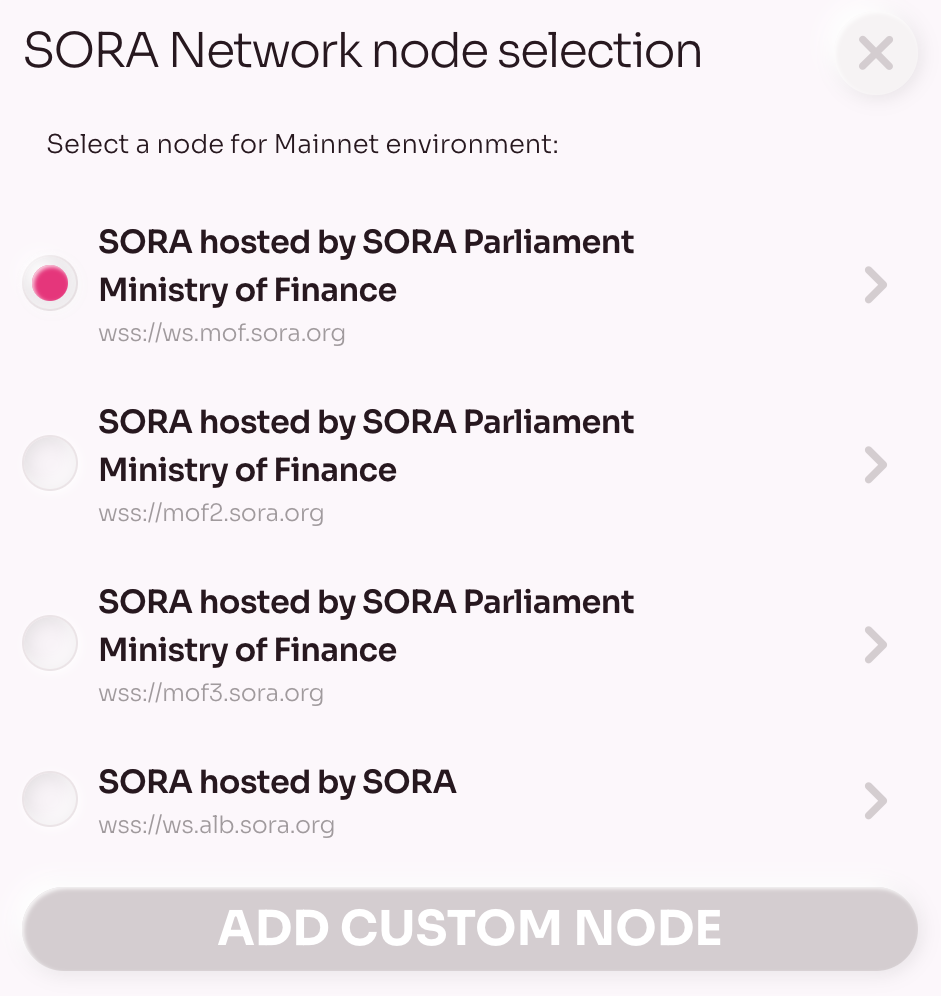 SORA Network node selection
Select a node for Mainnet environment:
SORA hosted by SORA Parliament
Ministry of Finance
wss://ws.mof.sora.org
SORA hosted by SORA Parliament
Ministry of Finance
wss://mof2.sora.org
SORA hosted by SORA Parliament
Ministry of Finance
wss://mof3.sora.org
SORA hosted by SORA
wss://ws.alb.sora.org
ADD CUSTOM NODE